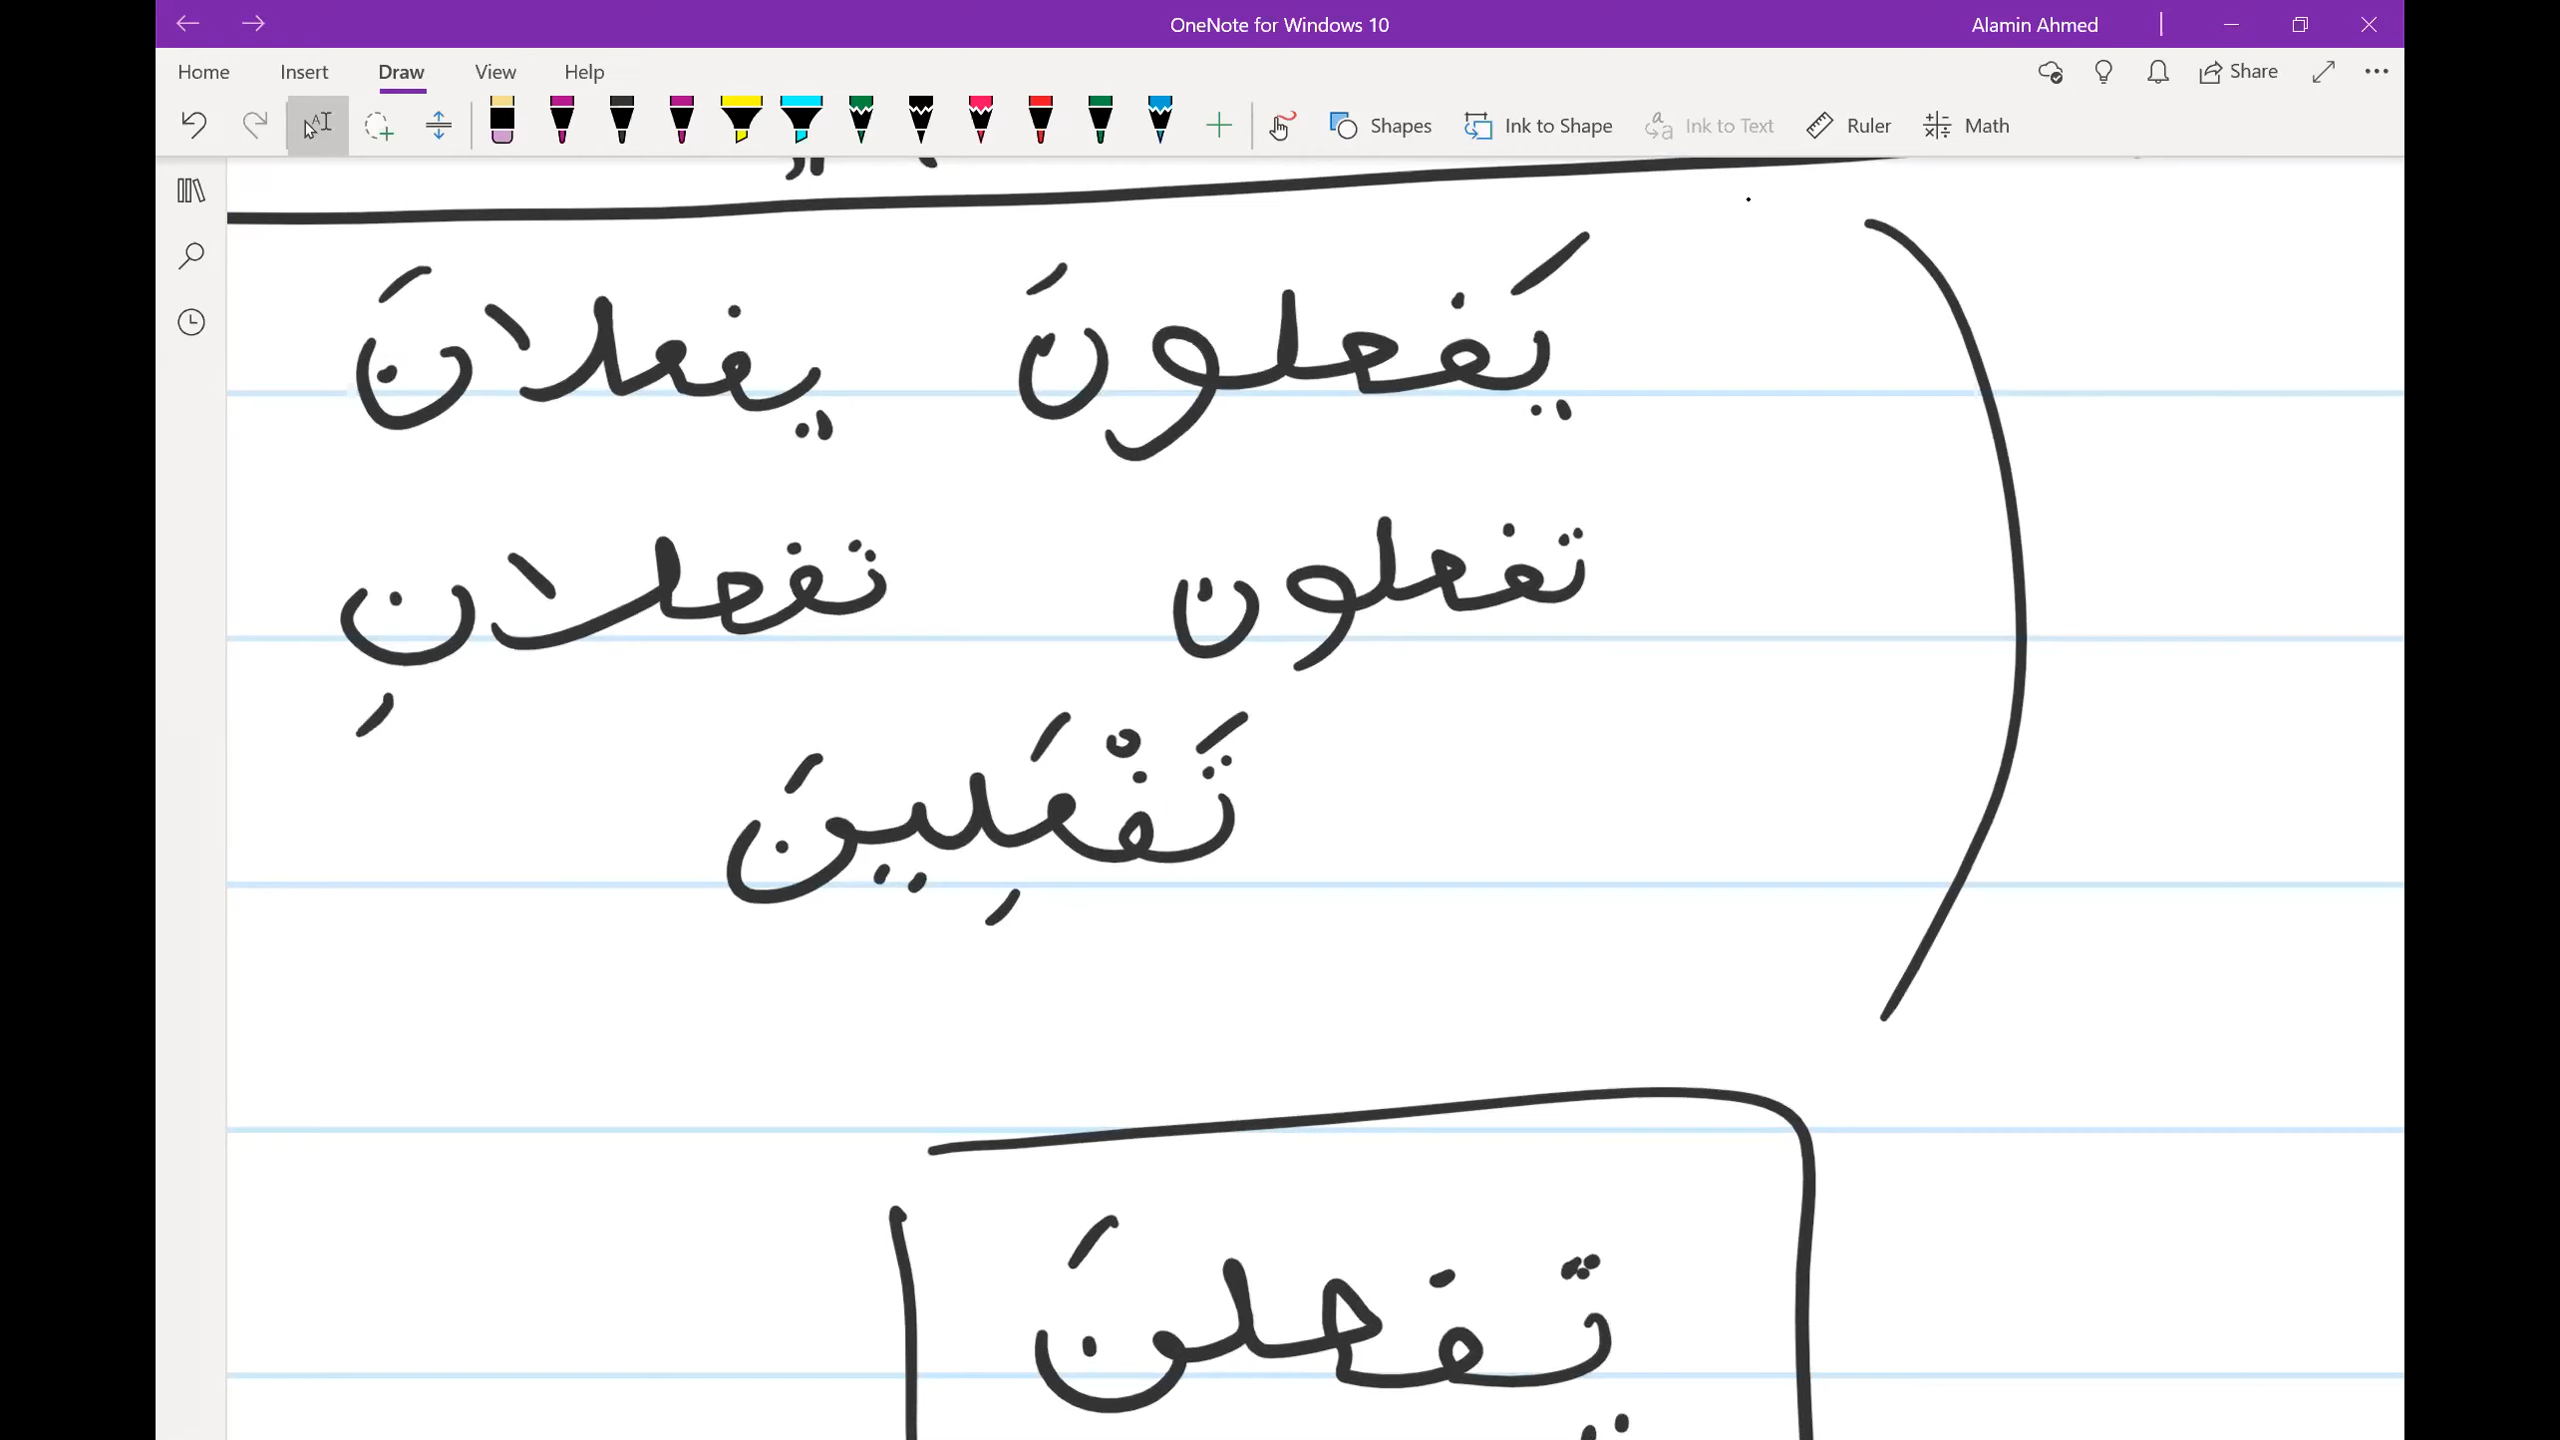 OneNote for Windows 10 Alamin Ahmed
Home Insert Draw View Help Share
Shapes Ink to Shape Ink to Text Ruler Math
يَفعلونَ يفعلانَ
تفعلون تفعلانِ
تَفْعَلِينَ
تفعلنَ